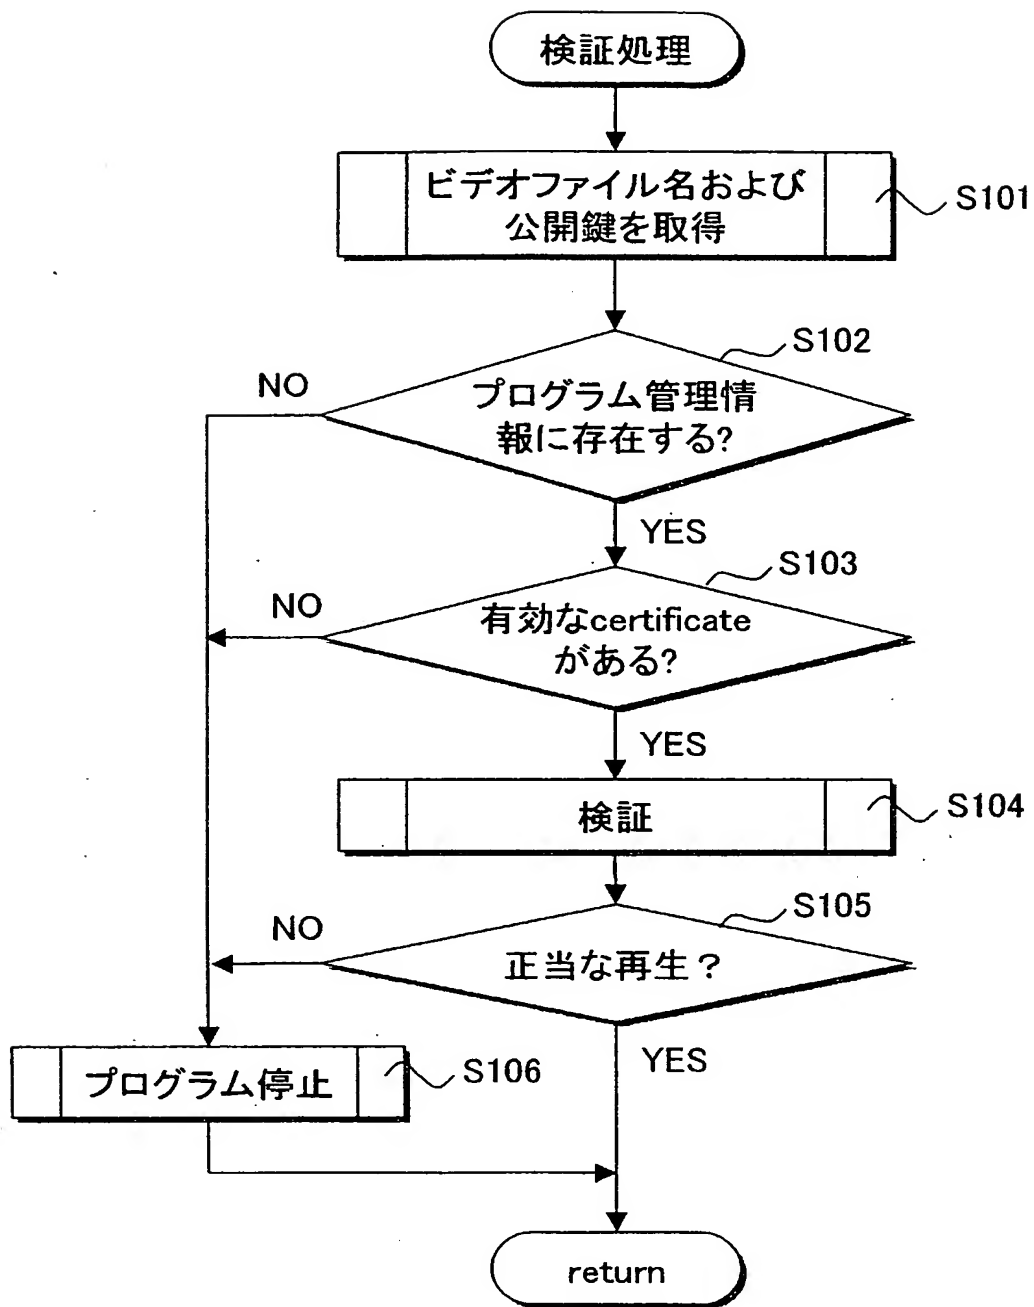 検証処理
ビデオファイル名および
公開鍵を取得
S101
S102
NO
プログラム管理情
報に存在する?
YES
S103
NO
有効なcertificate
がある?
YES
検証
S104
S105
NO
正当な再生？
YES
プログラム停止
S106
return